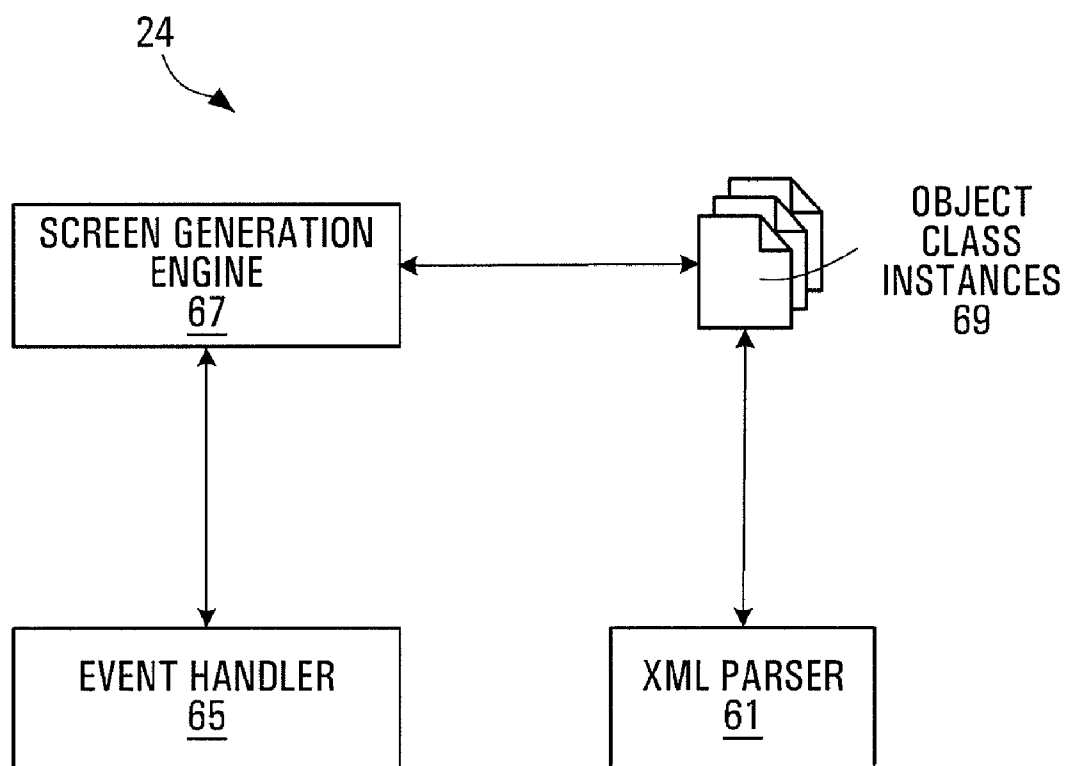 24
SCREEN GENERATION
ENGINE
67
OBJECT
CLASS
INSTANCES
69
EVENT HANDLER
65
XML PARSER
61